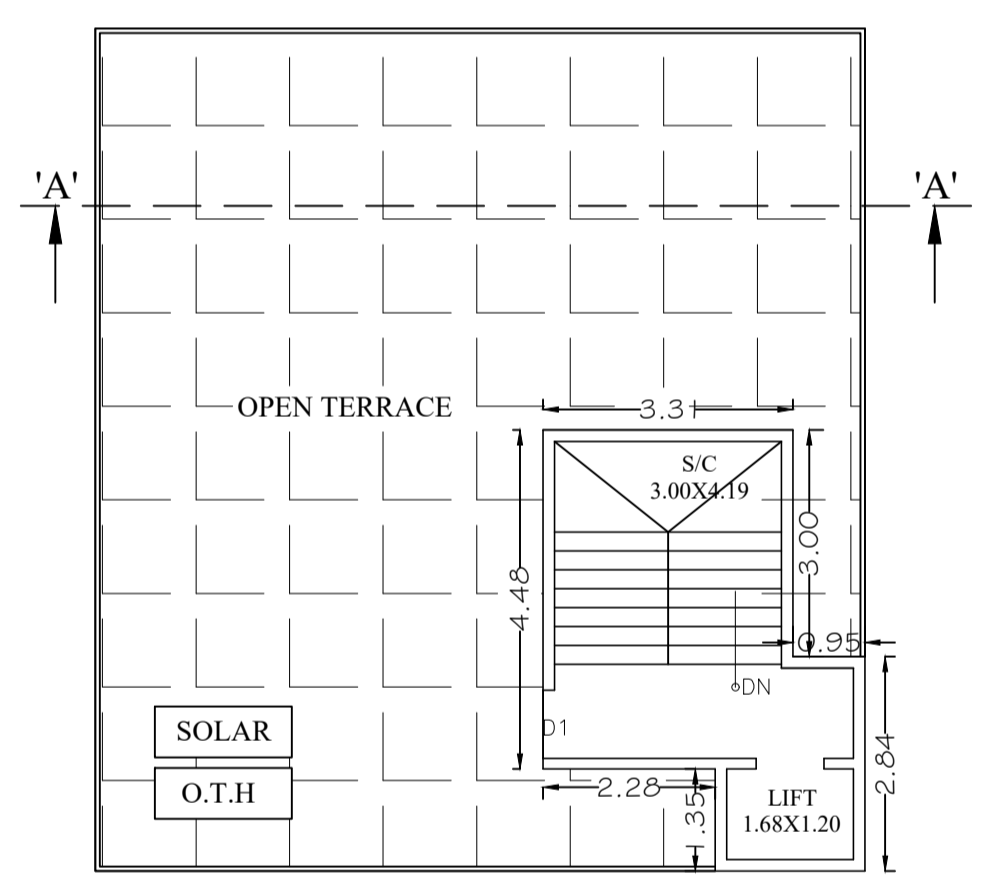 'A'
'A'
OPEN TERRACE
3.31
S/C
3.00X4.19
3.00
4.48
0.95
DN
D1
SOLAR
O.T.H
2.28
1.35
LIFT
1.68X1.20
2.84